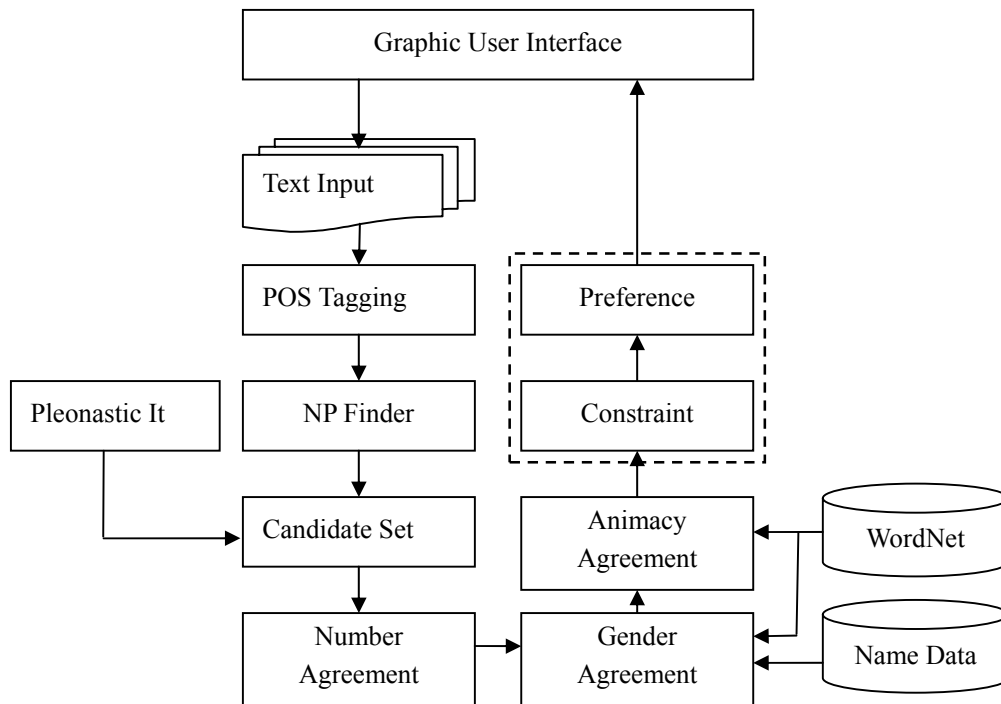 Graphic User Interface
Text Input
POS Tagging
Preference
Pleonastic It
NP Finder
Constraint
Candidate Set
Animacy
Agreement
WordNet
Number
Agreement
Gender
Agreement
Name Data